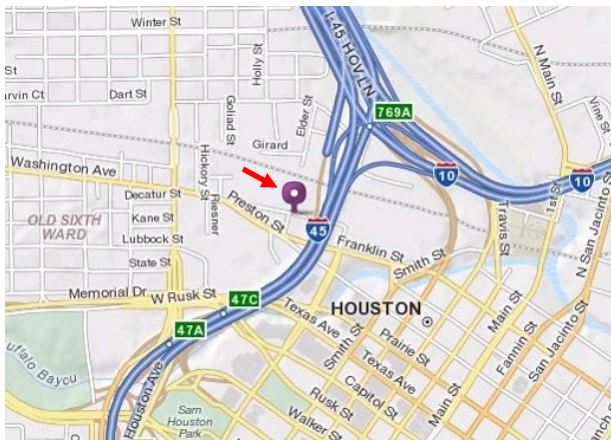 Winter St
I-45 HOV LN
N Main St
St
Holly St
arvin Ct
Dart St
Goliad St
Elder St
769A
Vine St
Girard
Washington Ave
Hickory St
10
10
Decatur St
Riesner
Preston St
1st St
OLD SIXTH
WARD
Kane St
45
Travis St
N San Jacinto St
Lubbock St
Franklin St
State St
Smith St
Memorial Dr
W Rusk St
47C
Texas Ave
HOUSTON
Main St
47A
Smith St
Prairie St
Fannin St
San Jacinto St
uffalo Bayou
Houston Ave
Texas Ave
Capitol St
Main St
Rusk St
Sam
Houston
Park
Walker St